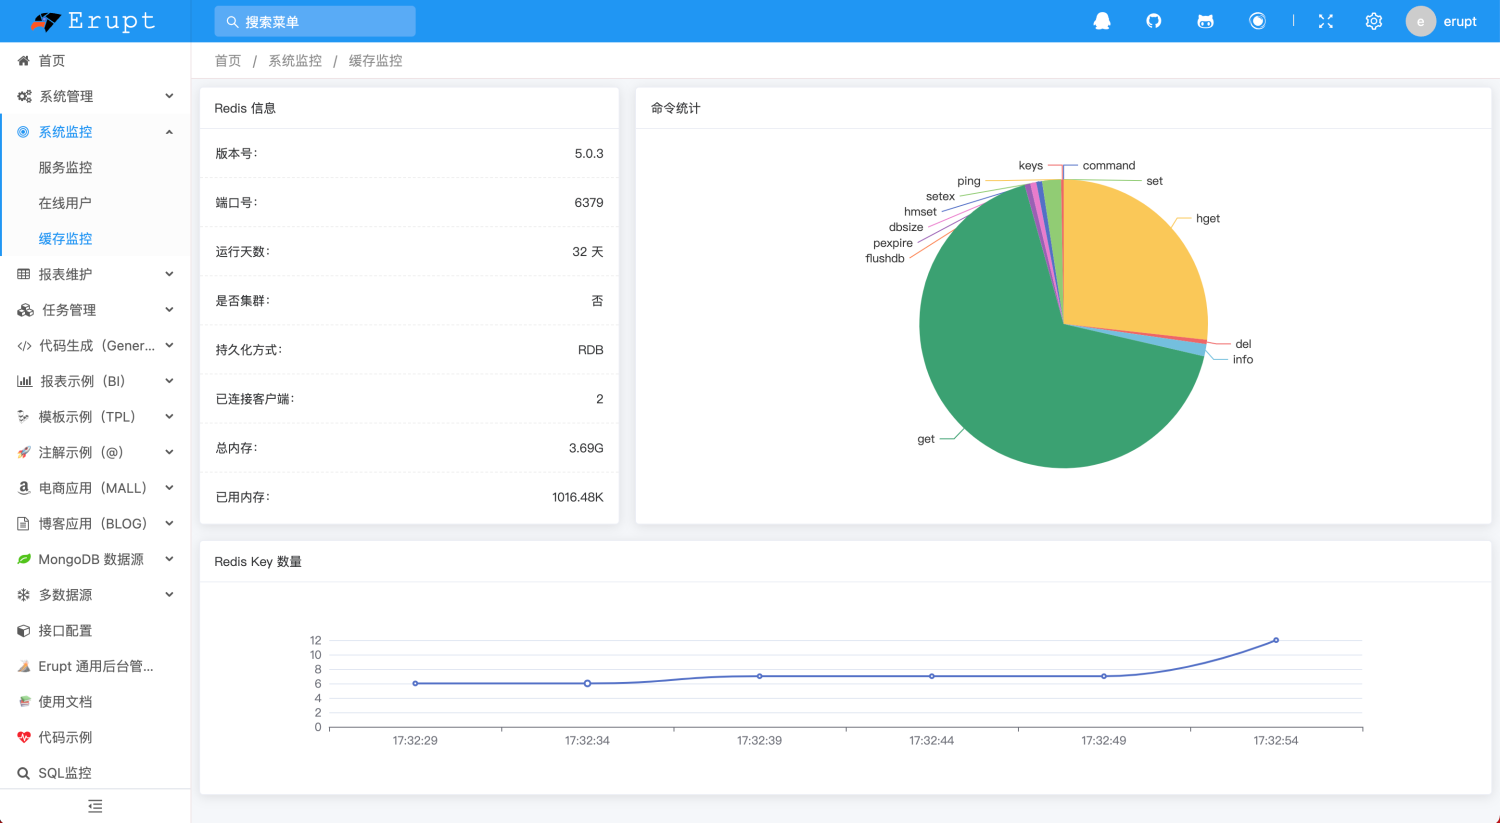 Erupt
搜索菜单
e
erupt
首页
系统管理
系统监控
服务监控
在线用户
缓存监控
报表维护
任务管理
代码生成（Gener...
报表示例（BI）
模板示例（TPL）
注解示例（@）
电商应用（MALL）
博客应用（BLOG）
MongoDB 数据源
多数据源
接口配置
Erupt 通用后台管...
使用文档
代码示例
SQL监控
首页 / 系统监控 / 缓存监控
Redis 信息
版本号： 5.0.3
端口号： 6379
运行天数： 32 天
是否集群： 否
持久化方式： RDB
已连接客户端： 2
总内存： 3.69G
已用内存： 1016.48K
命令统计
keys
command
ping
set
setex
hmset
hget
dbsize
pexpire
flushdb
del
info
get
Redis Key 数量
12
10
8
6
4
2
0
17:32:29 17:32:34 17:32:39 17:32:44 17:32:49 17:32:54